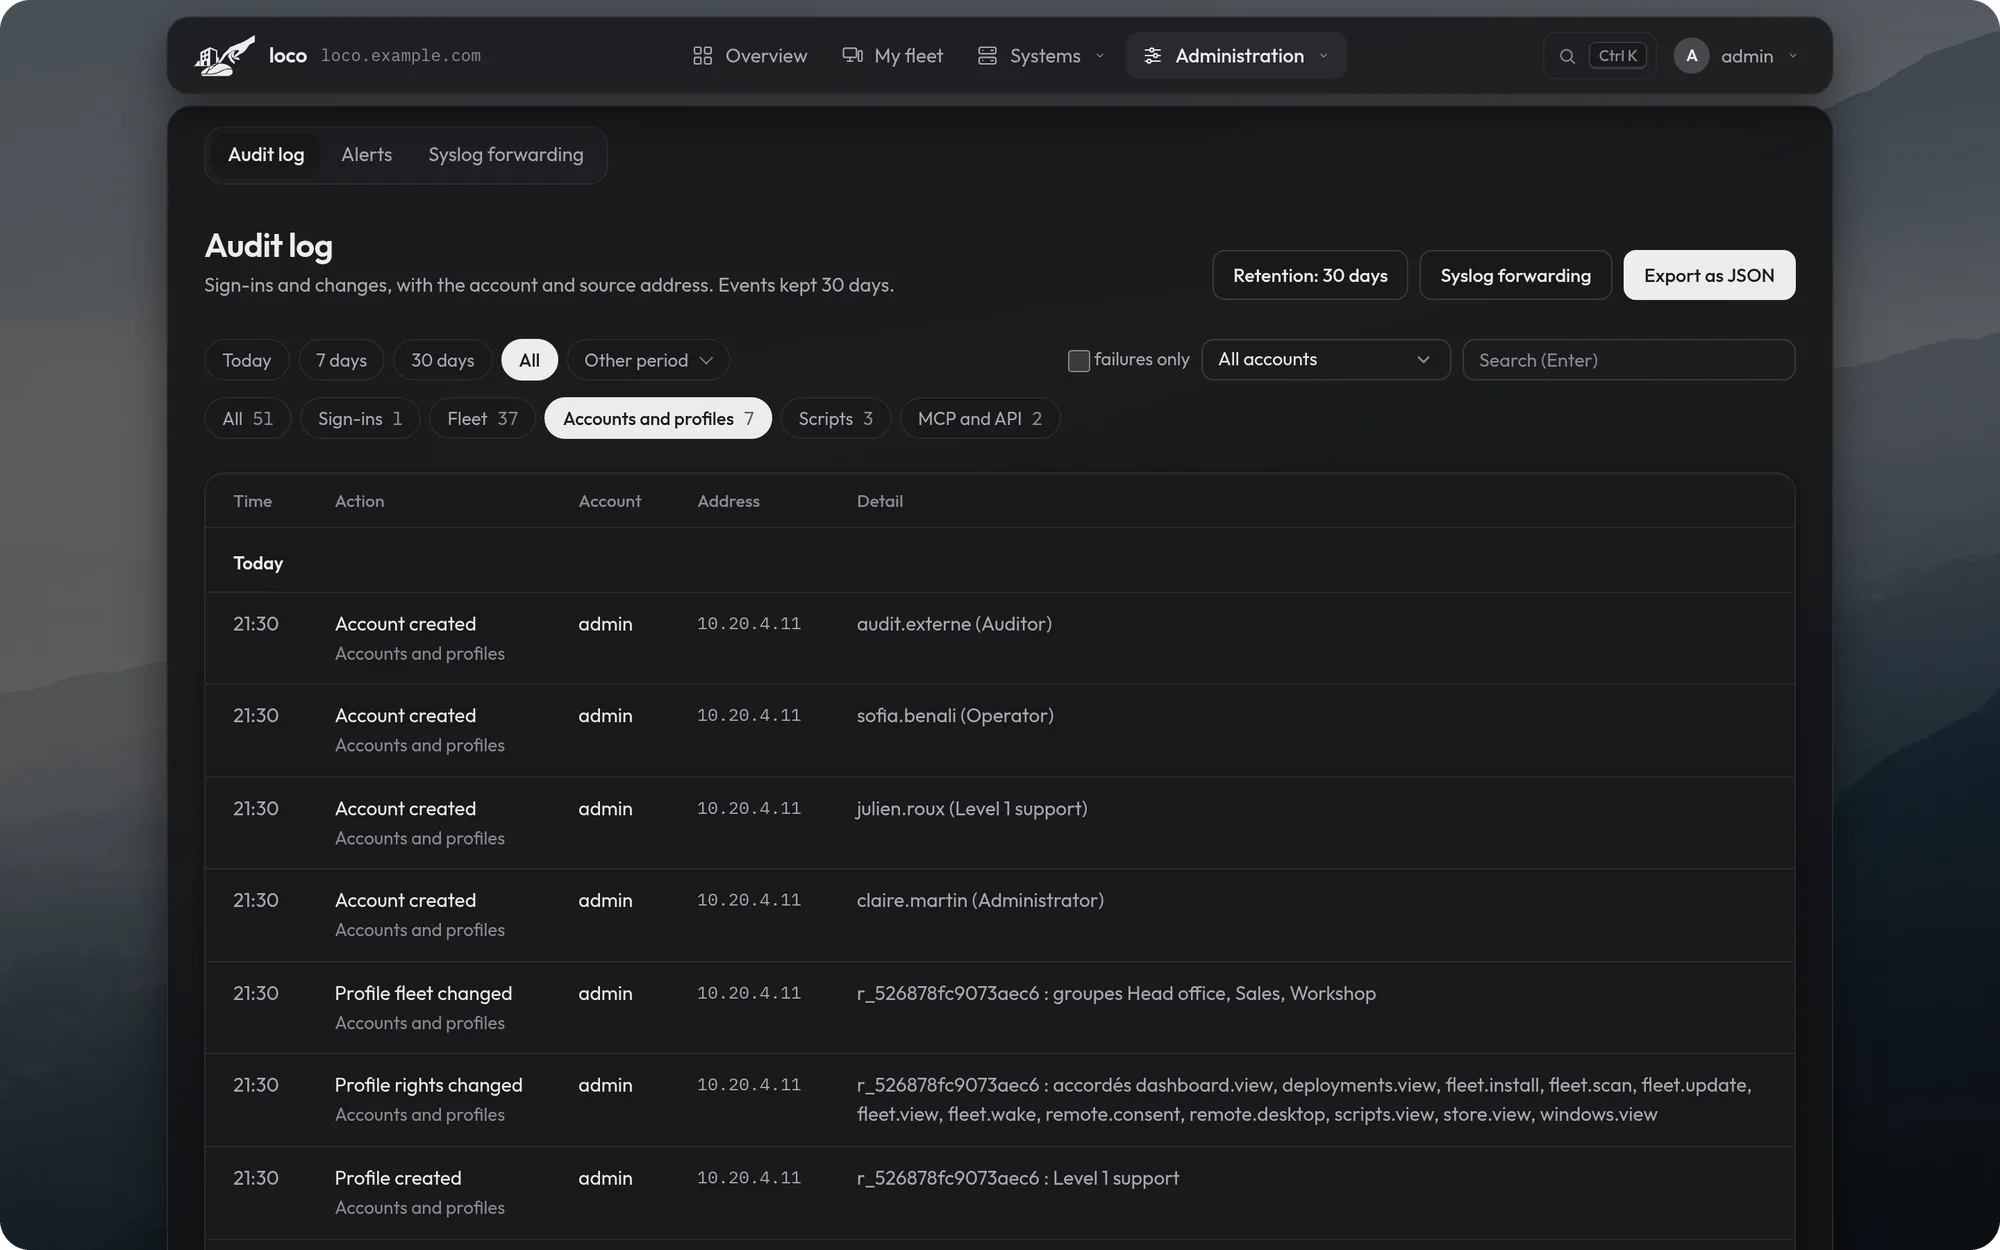 loco loco.example.com Overview My fleet Systems Administration Ctrl K A admin
Audit log Alerts Syslog forwarding
Audit log
Sign-ins and changes, with the account and source address. Events kept 30 days.
Retention: 30 days Syslog forwarding Export as JSON
Today 7 days 30 days All Other period failures only All accounts Search (Enter)
All 51 Sign-ins 1 Fleet 37 Accounts and profiles 7 Scripts 3 MCP and API 2
Time Action Account Address Detail
Today
21:30 Account created admin 10.20.4.11 audit.externe (Auditor)
Accounts and profiles
21:30 Account created admin 10.20.4.11 sofia.benali (Operator)
Accounts and profiles
21:30 Account created admin 10.20.4.11 julien.roux (Level 1 support)
Accounts and profiles
21:30 Account created admin 10.20.4.11 claire.martin (Administrator)
Accounts and profiles
21:30 Profile fleet changed admin 10.20.4.11 r_526878fc9073aec6 : groupes Head office, Sales, Workshop
Accounts and profiles
21:30 Profile rights changed admin 10.20.4.11 r_526878fc9073aec6 : accordés dashboard.view, deployments.view, fleet.install, fleet.scan, fleet.update,
Accounts and profiles fleet.view, fleet.wake, remote.consent, remote.desktop, scripts.view, store.view, windows.view
21:30 Profile created admin 10.20.4.11 r_526878fc9073aec6 : Level 1 support
Accounts and profiles